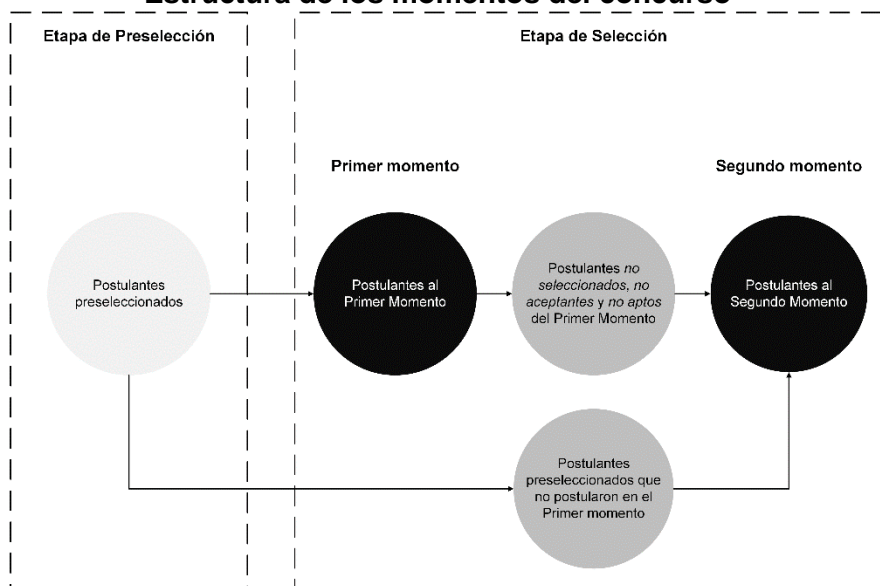 Estructura de los momentos del concurso
Etapa de Preselección
Etapa de Selección
Primer momento
Segundo momento
Postulantes
preseleccionados
Postulantes al
Primer Momento
Postulantes no
seleccionados, no
aceptantes y no aptos
del Primer Momento
Postulantes al
Segundo Momento
Postulantes
preseleccionados que
no postularon en el
Primer momento